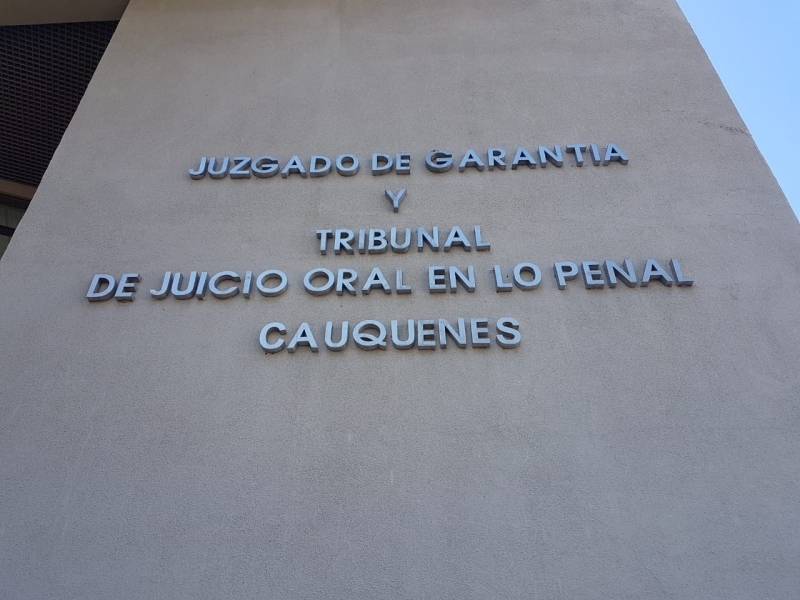 JUZGADO DE GARANTIA
Y
TRIBUNAL
DE JUICIO ORAL EN LO PENAL
CAUQUENES